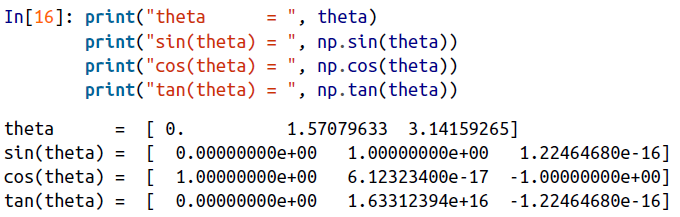 In[16]: print("theta      = ", theta)
        print("sin(theta) = ", np.sin(theta))
        print("cos(theta) = ", np.cos(theta))
        print("tan(theta) = ", np.tan(theta))
theta      =  [ 0.          1.57079633  3.14159265]
sin(theta) =  [  0.00000000e+00   1.00000000e+00   1.22464680e-16]
cos(theta) =  [  1.00000000e+00   6.12323400e-17  -1.00000000e+00]
tan(theta) =  [  0.00000000e+00   1.63312394e+16  -1.22464680e-16]